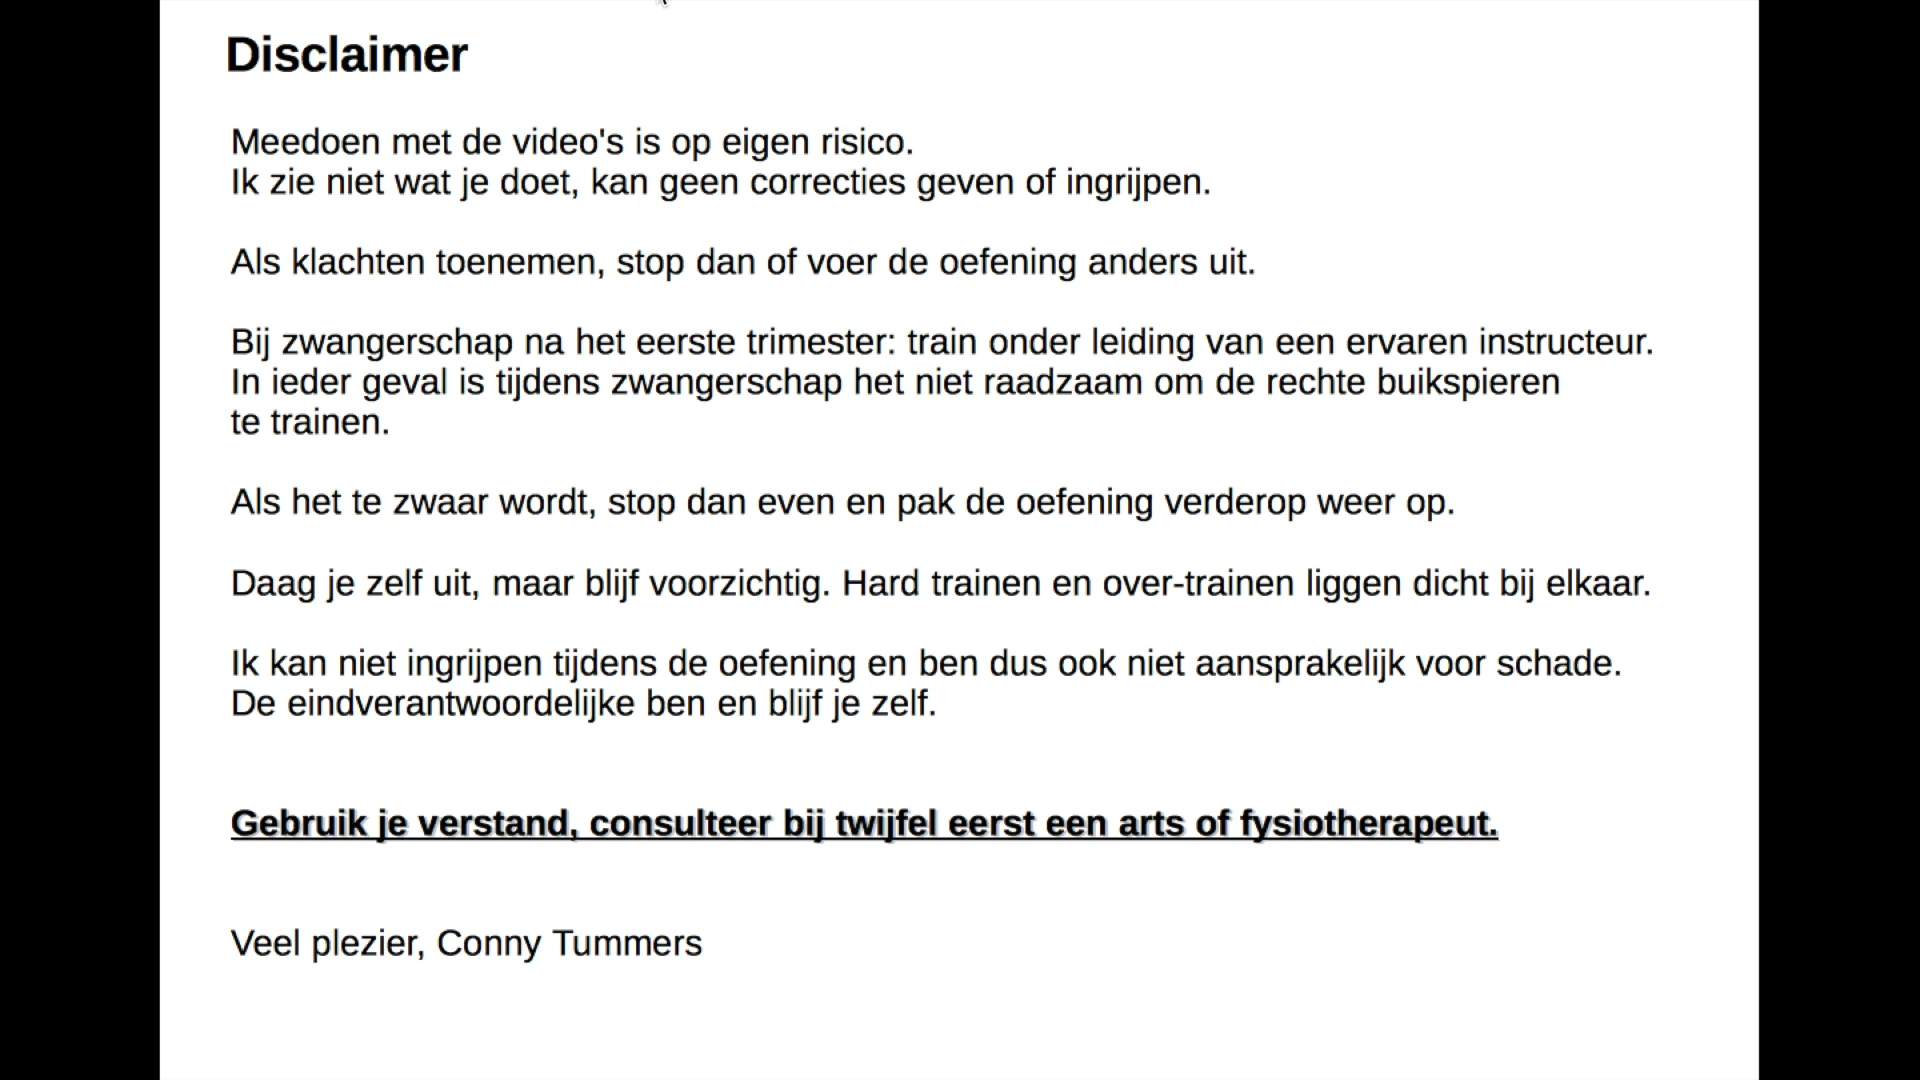 Disclaimer
Meedoen met de video's is op eigen risico.
Ik zie niet wat je doet, kan geen correcties geven of ingrijpen.
Als klachten toenemen, stop dan of voer de oefening anders uit.
Bij zwangerschap na het eerste trimester: train onder leiding van een ervaren instructeur.
In ieder geval is tijdens zwangerschap het niet raadzaam om de rechte buikspieren
te trainen.
Als het te zwaar wordt, stop dan even en pak de oefening verderop weer op.
Daag je zelf uit, maar blijf voorzichtig. Hard trainen en over-trainen liggen dicht bij elkaar.
Ik kan niet ingrijpen tijdens de oefening en ben dus ook niet aansprakelijk voor schade.
De eindverantwoordelijke ben en blijf je zelf.
Gebruik je verstand, consulteer bij twijfel eerst een arts of fysiotherapeut.
Veel plezier, Conny Tummers